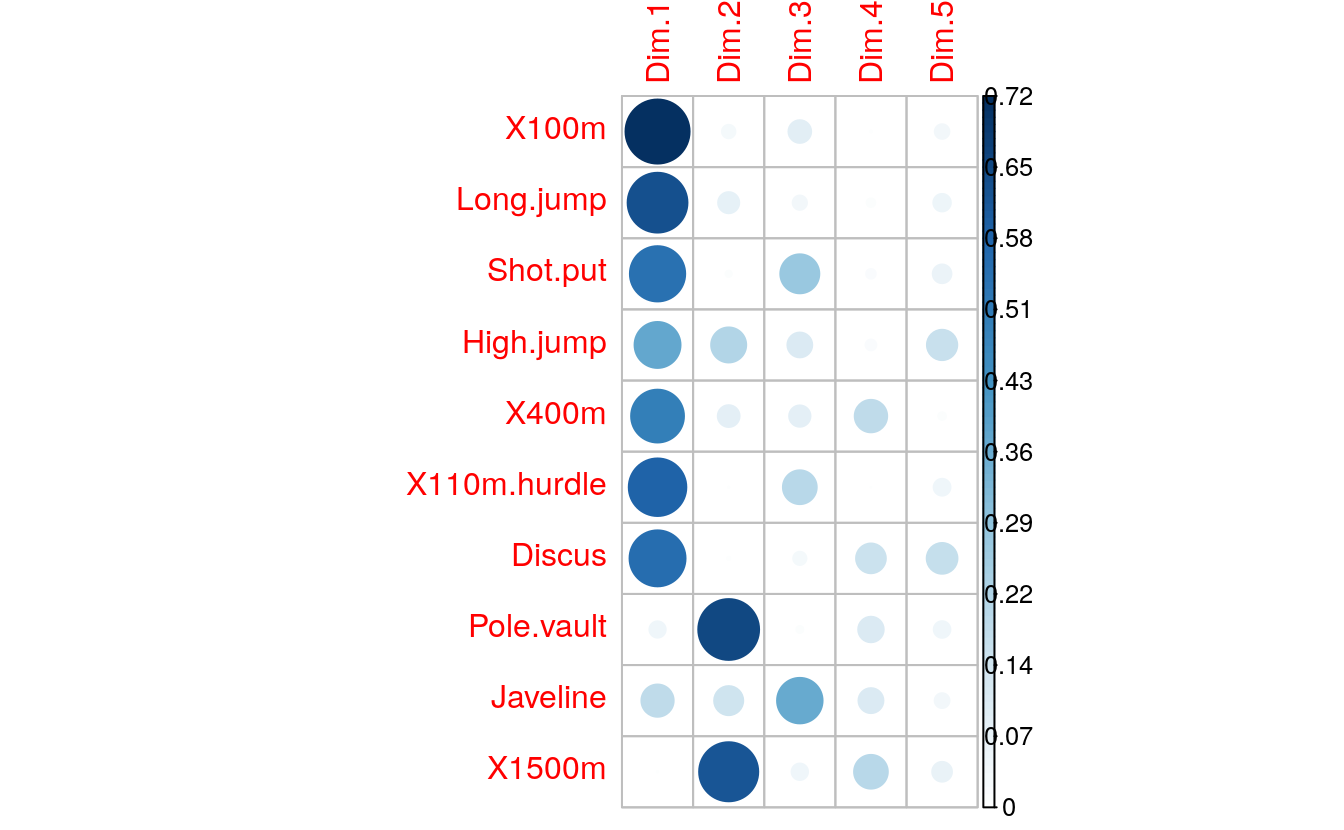 Dim.1 Dim.2 Dim.3 Dim.4 Dim.5
X100m
Long.jump
Shot.put
High.jump
X400m
X110m.hurdle
Discus
Pole.vault
Javeline
X1500m
0.72
0.65
0.58
0.51
0.43
0.36
0.29
0.22
0.14
0.07
0